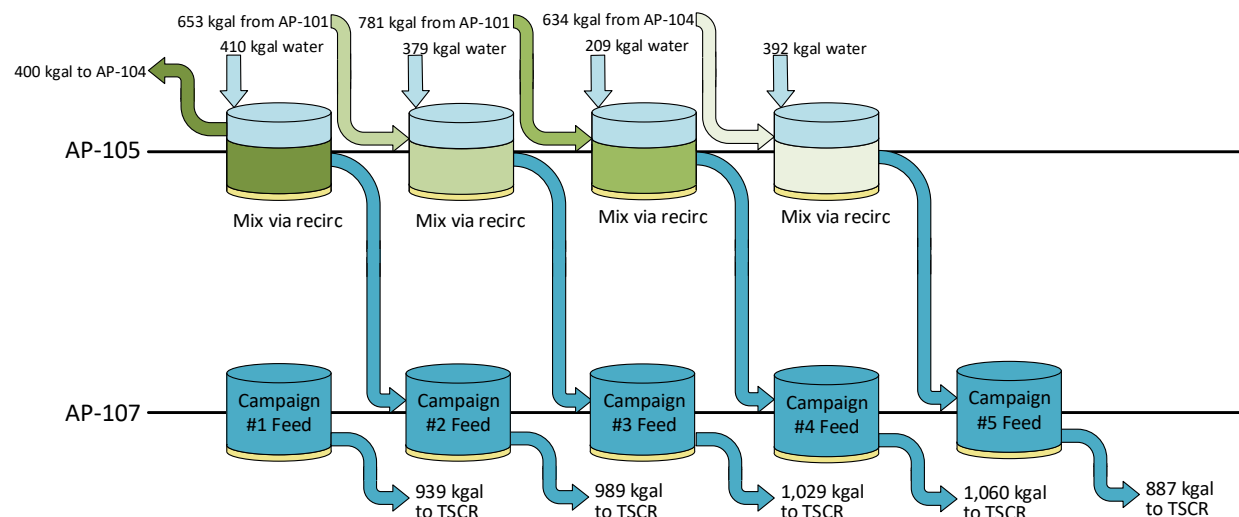 653 kgal from AP-101
781 kgal from AP-101
634 kgal from AP-104
410 kgal water
379 kgal water
209 kgal water
392 kgal water
400 kgal to AP-104
AP-105
Mix via recirc
Mix via recirc
Mix via recirc
Mix via recirc
AP-107
Campaign
#1 Feed
Campaign
#2 Feed
Campaign
#3 Feed
Campaign
#4 Feed
Campaign
#5 Feed
939 kgal
to TSCR
989 kgal
to TSCR
1,029 kgal
to TSCR
1,060 kgal
to TSCR
887 kgal
to TSCR